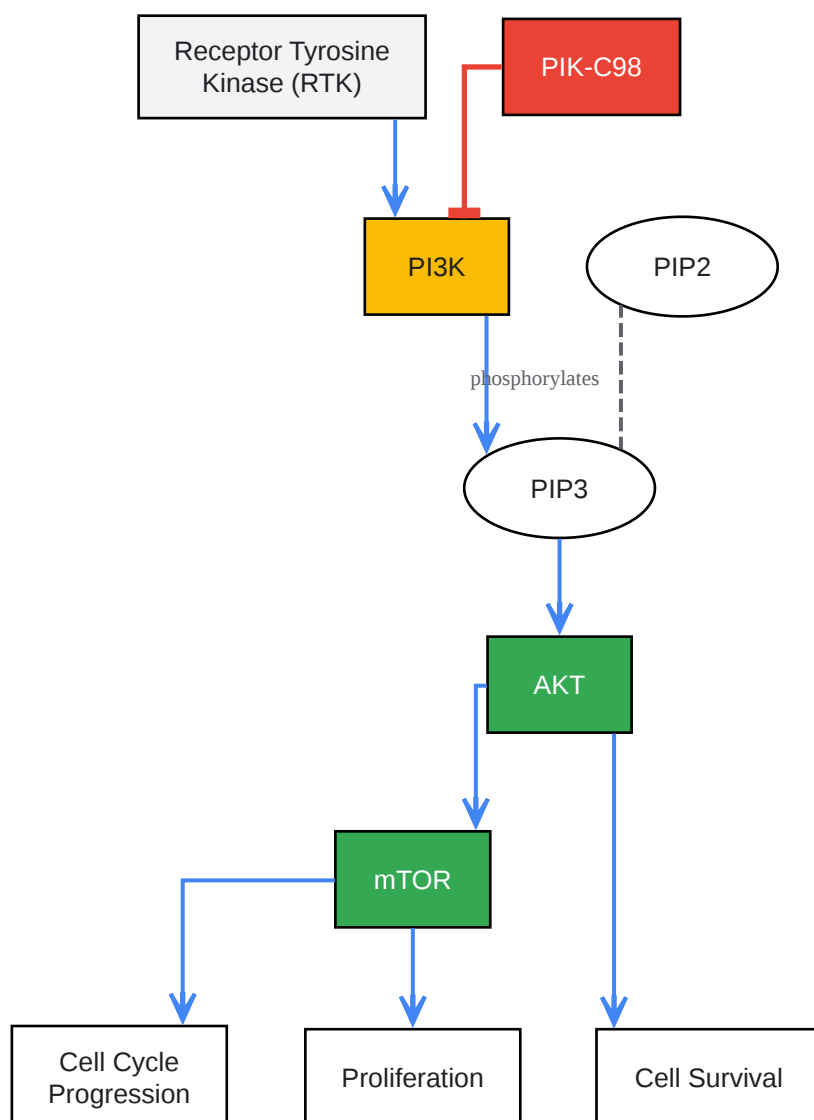 Receptor Tyrosine
Kinase (RTK)
PIK-C98
PI3K
PIP2
phosphorylates
PIP3
AKT
mTOR
Cell Cycle
Progression
Proliferation
Cell Survival